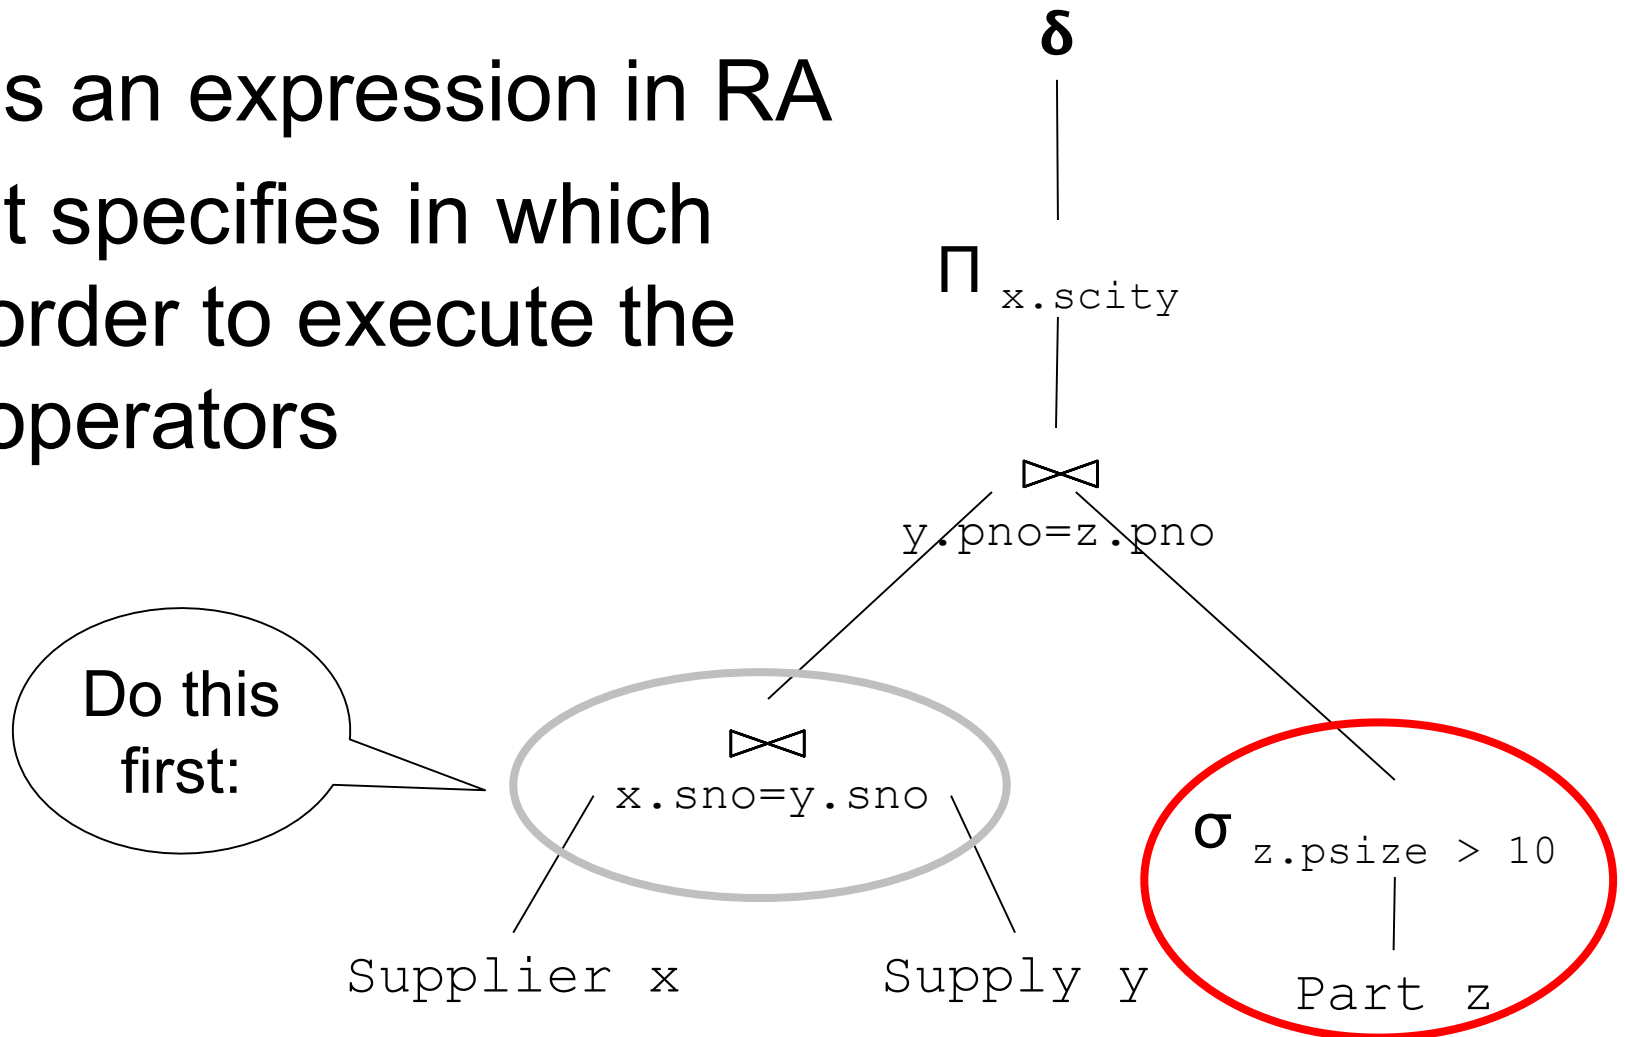 s an expression in RA
t specifies in which
order to execute the
operators
δ
Π x.scity
⋈
y.pno=z.pno
Do this
first:
⋈
x.sno=y.sno
σ z.psize > 10
Supplier x
Supply y
Part z